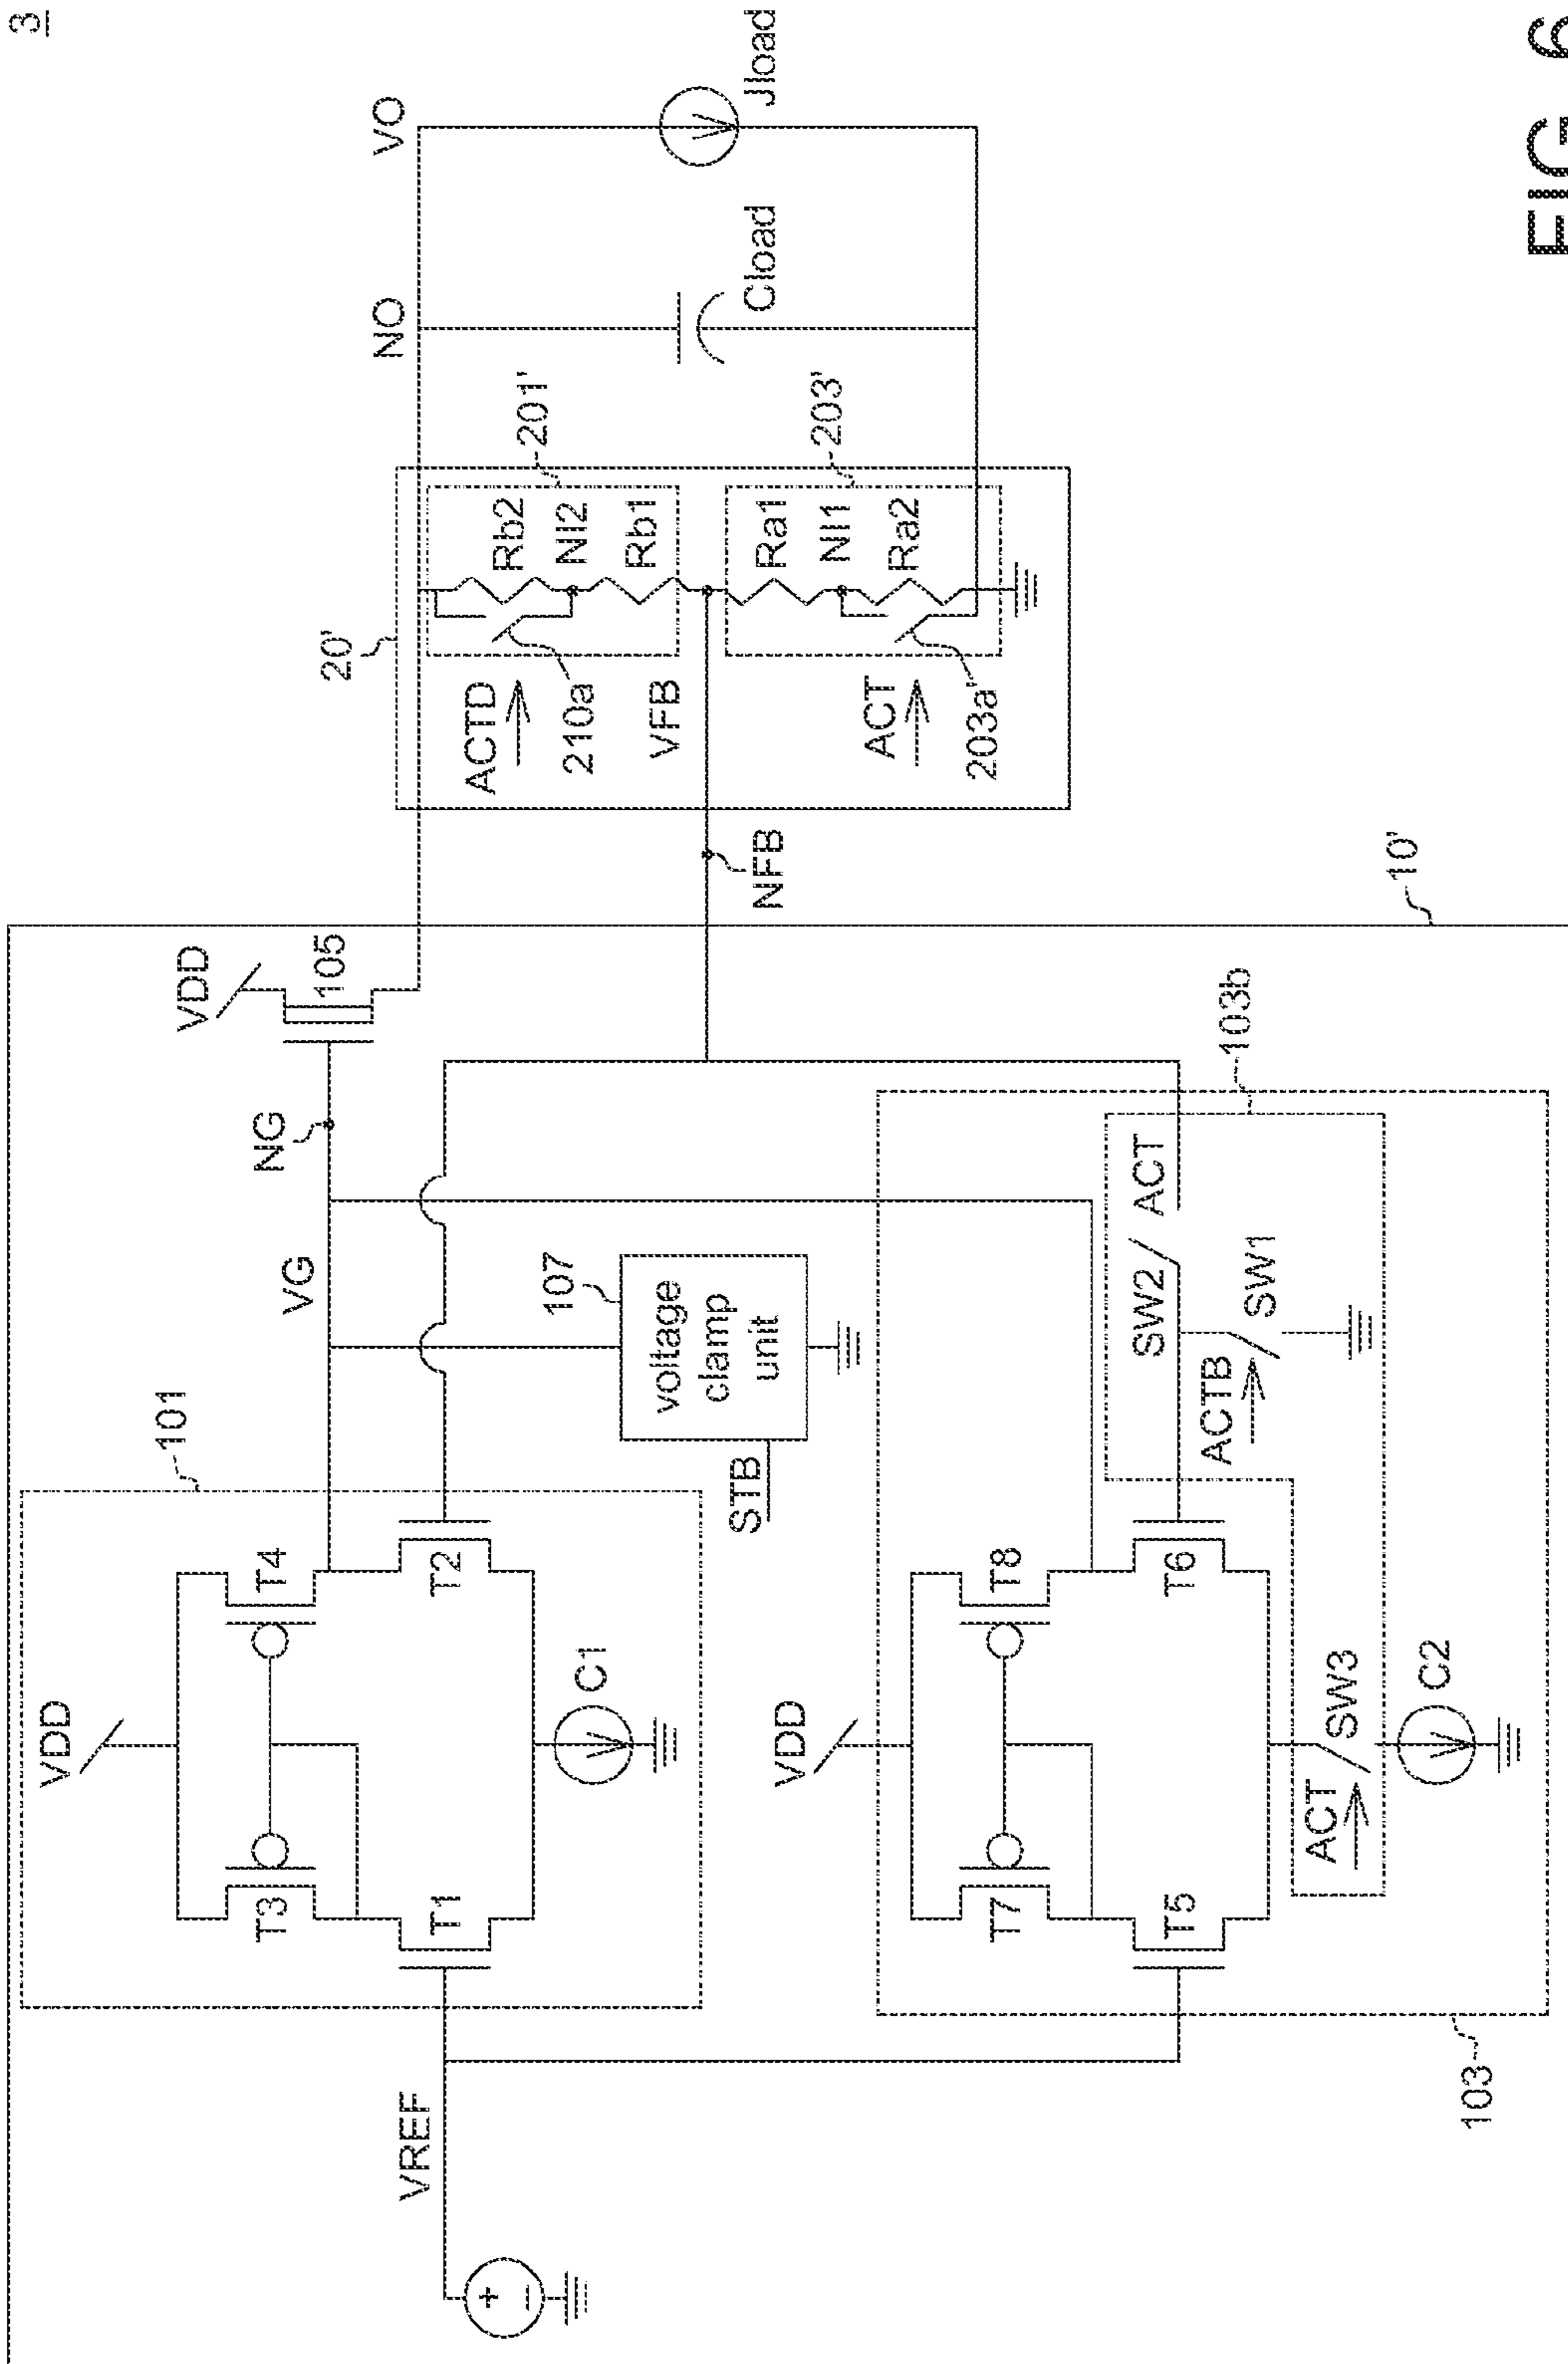 3
VDD
101
T3
T4
T1
T2
C1
VREF
VG
NG
VDD
105
107
voltage
clamp
unit
STB
VDD
T7
T8
T5
T6
SW2
ACT
ACTB
SW1
ACT
SW3
C2
103
103b
10'
NFB
20'
ACTD
210a
VFB
ACT
203a'
Rb2
NI2
Rb1
Ra1
NI1
Ra2
201'
203'
NO
VO
Cload
Jload
FIG. 6